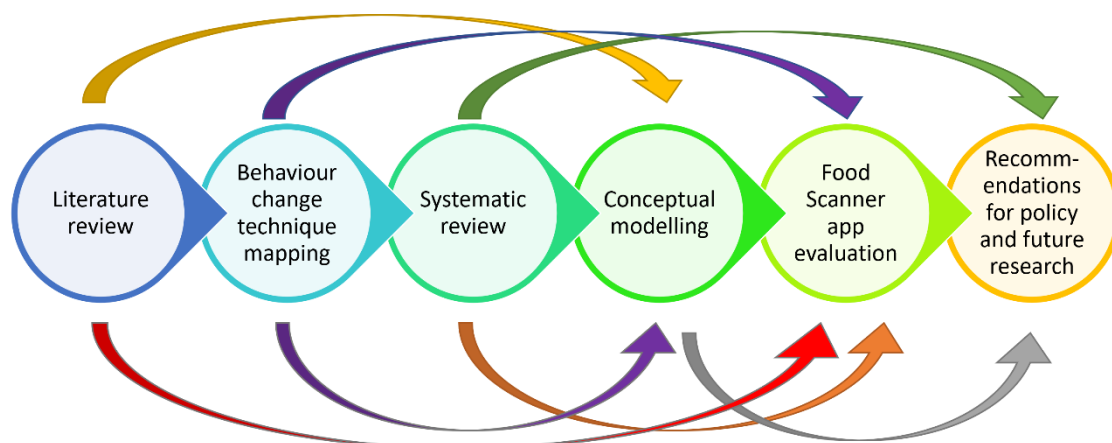 Literature
review
Behaviour
change
technique
mapping
Systematic
review
Conceptual
modelling
Food
Scanner
app
evaluation
Recomm-
endations
for policy
and future
research